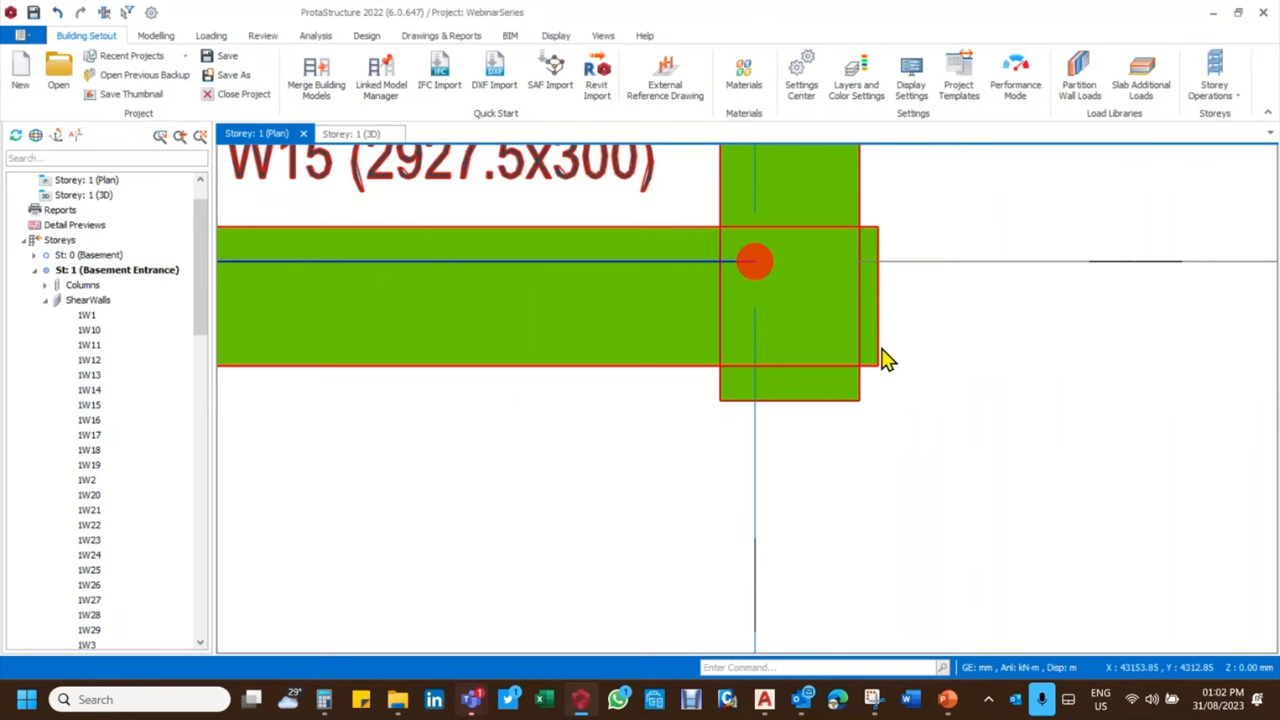 ProtaStructure 2022 (6.0.647) / Project: WebinarSeries
Building Setout Modelling Loading Review Analysis Design Drawings & Reports BIM Display Views Help
New
Open
Recent Projects
Open Previous Backup
Save Thumbnail
Save
Save As
Close Project
Project
Merge Building Models
Linked Model Manager
IFC Import
DXF Import
SAF Import
Revit Import
External Reference Drawing
Quick Start
Materials
Materials
Settings Center
Layers and Color Settings
Display Settings
Project Templates
Performance Mode
Settings
Partition Wall Loads
Slab Additional Loads
Load Libraries
Storey Operations
Storeys
Storey: 1 (Plan)
Storey: 1 (3D)
Search...
Storey: 1 (Plan)
Storey: 1 (3D)
Reports
Detail Previews
Storeys
St: 0 (Basement)
St: 1 (Basement Entrance)
Columns
ShearWalls
1W1
1W10
1W11
1W12
1W13
1W14
1W15
1W16
1W17
1W18
1W19
1W2
1W20
1W21
1W22
1W23
1W24
1W25
1W26
1W27
1W28
1W29
1W3
W15 (2927.5x300)
Enter Command...
GE: mm , Anl: kN-m , Disp: m
X : 43153.85 , Y : 4312.85
Z : 0.00 mm
Search
29°
ENG
US
01:02 PM
31/08/2023